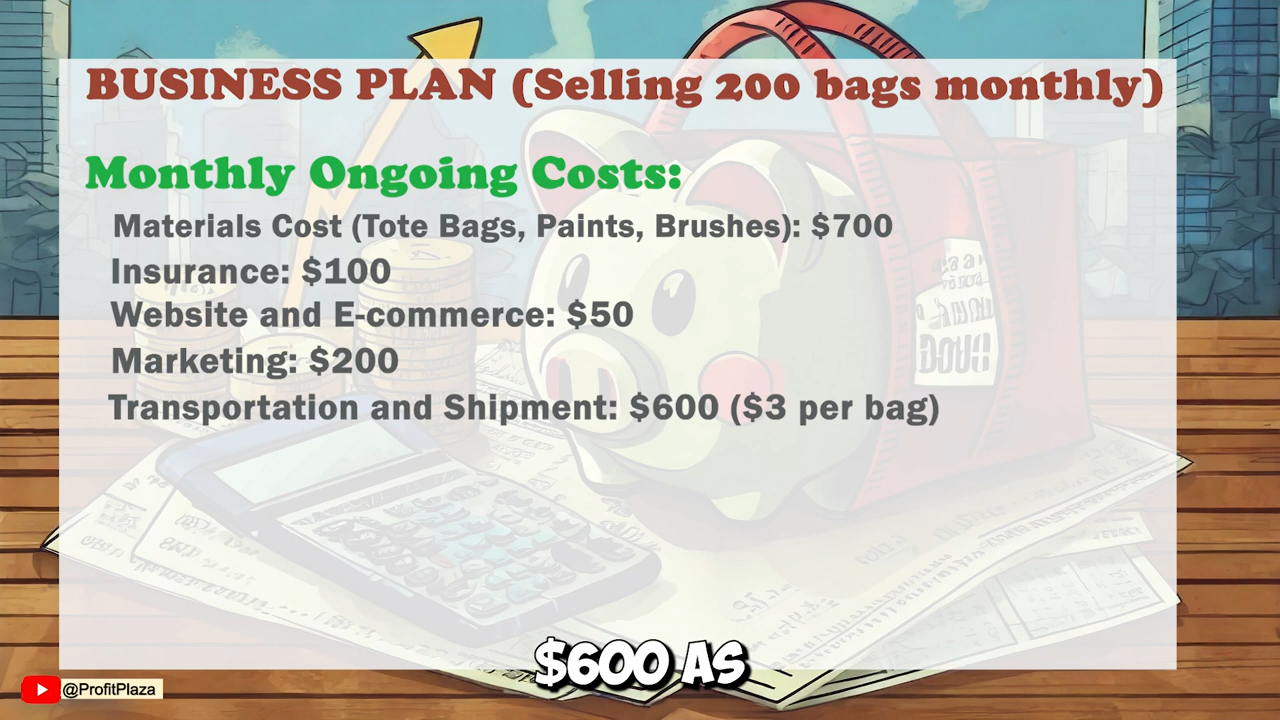 BUSINESS PLAN (Selling 200 bags monthly)
Monthly Ongoing Costs:
Materials Cost (Tote Bags, Paints, Brushes): $700
Insurance: $100
Website and E-commerce: $50
Marketing: $200
Transportation and Shipment: $600 ($3 per bag)
$600 AS
@ProfitPlaza